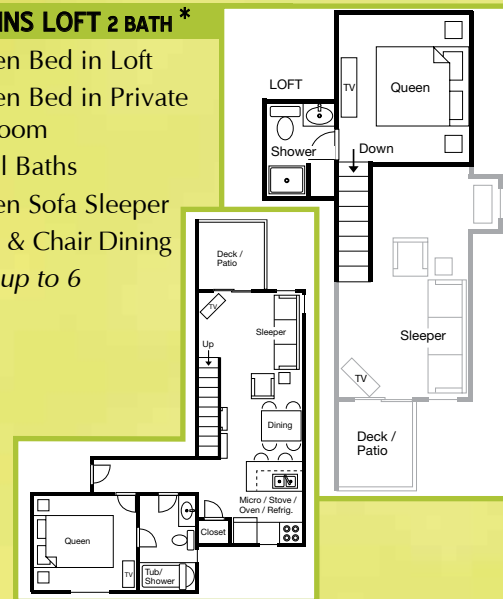 INS LOFT 2 BATH *
en Bed in Loft
en Bed in Private
oom
l Baths
en Sofa Sleeper
& Chair Dining
up to 6
LOFT
TV
Queen
Shower
Down
Sleeper
TV
Deck /
Patio
Deck /
Patio
TV
Sleeper
Up
Dining
Micro / Stove /
Oven / Refrig.
Closet
Queen
TV
Tub/
Shower